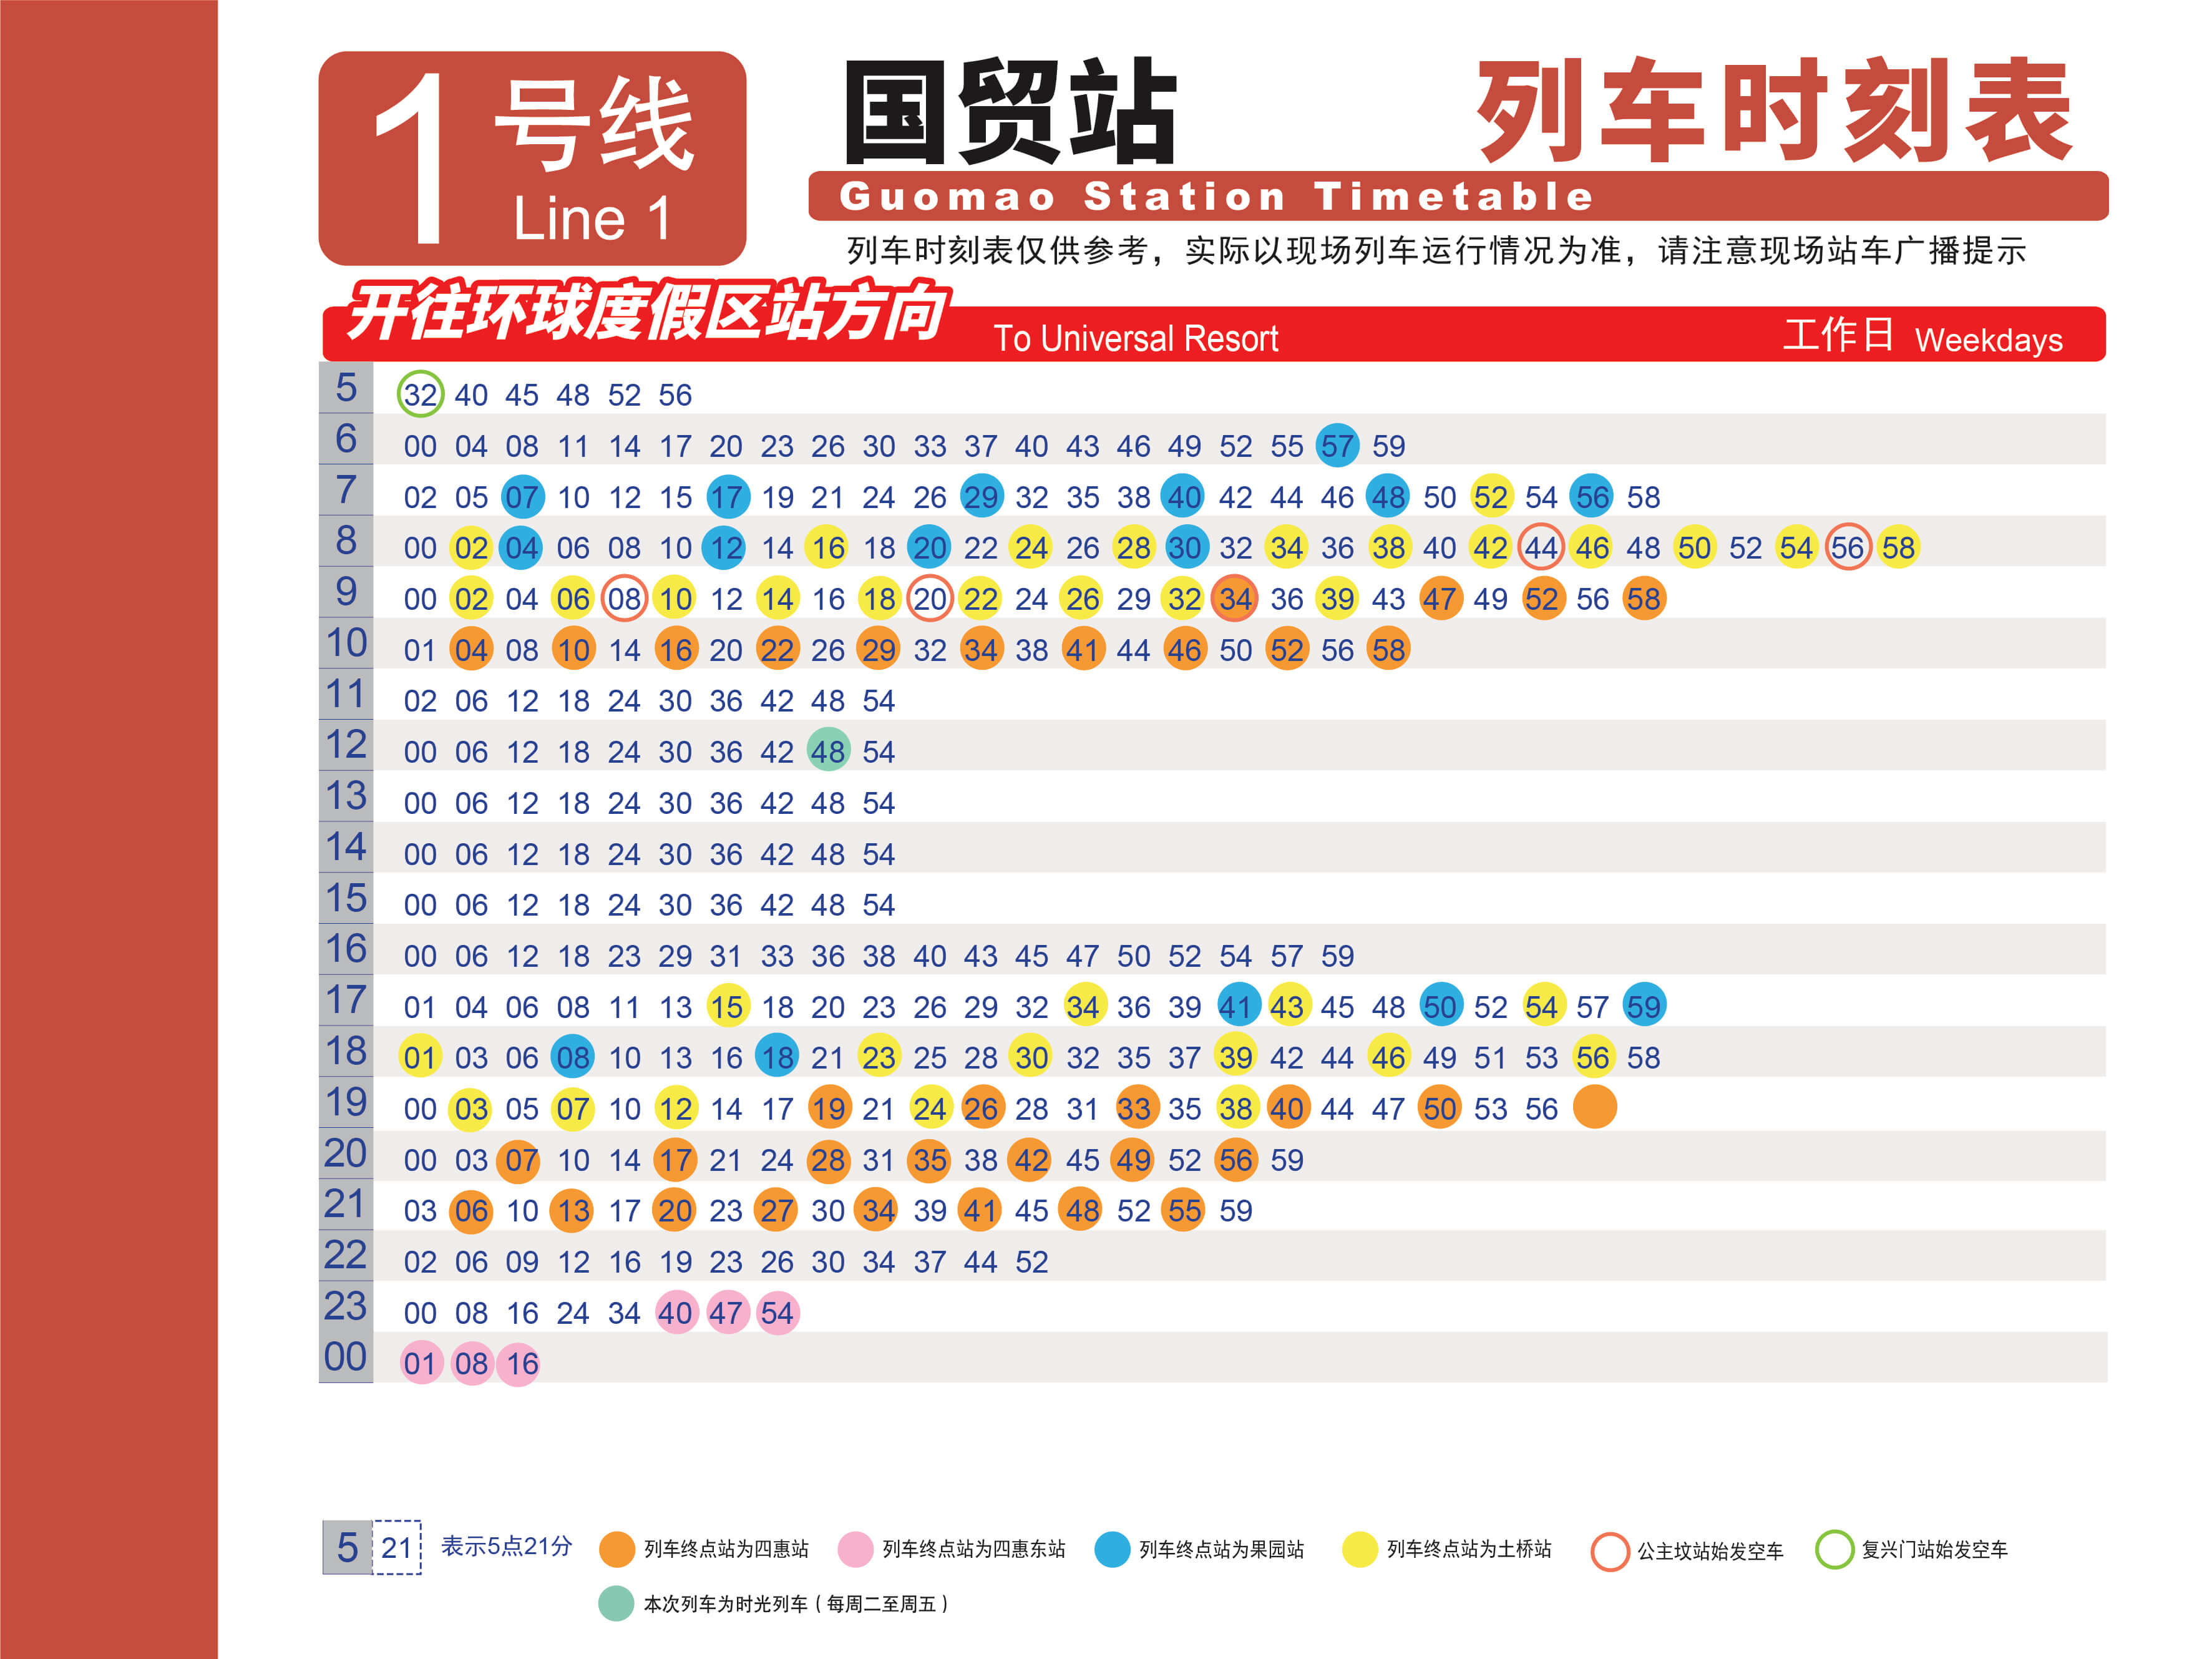 1号线
Line 1
国贸站 列车时刻表
Guomao Station Timetable
列车时刻表仅供参考，实际以现场列车运行情况为准，请注意现场站车广播提示
开往环球度假区站方向 To Universal Resort 工作日 Weekdays
5 32 40 45 48 52 56
6 00 04 08 11 14 17 20 23 26 30 33 37 40 43 46 49 52 55 57 59
7 02 05 07 10 12 15 17 19 21 24 26 29 32 35 38 40 42 44 46 48 50 52 54 56 58
8 00 02 04 06 08 10 12 14 16 18 20 22 24 26 28 30 32 34 36 38 40 42 44 46 48 50 52 54 56 58
9 00 02 04 06 08 10 12 14 16 18 20 22 24 26 29 32 34 36 39 43 47 49 52 56 58
10 01 04 08 10 14 16 20 22 26 29 32 34 38 41 44 46 50 52 56 58
11 02 06 12 18 24 30 36 42 48 54
12 00 06 12 18 24 30 36 42 48 54
13 00 06 12 18 24 30 36 42 48 54
14 00 06 12 18 24 30 36 42 48 54
15 00 06 12 18 24 30 36 42 48 54
16 00 06 12 18 23 29 31 33 36 38 40 43 45 47 50 52 54 57 59
17 01 04 06 08 11 13 15 18 20 23 26 29 32 34 36 39 41 43 45 48 50 52 54 57 59
18 01 03 06 08 10 13 16 18 21 23 25 28 30 32 35 37 39 42 44 46 49 51 53 56 58
19 00 03 05 07 10 12 14 17 19 21 24 26 28 31 33 35 38 40 44 47 50 53 56
20 00 03 07 10 14 17 21 24 28 31 35 38 42 45 49 52 56 59
21 03 06 10 13 17 20 23 27 30 34 39 41 45 48 52 55 59
22 02 06 09 12 16 19 23 26 30 34 37 44 52
23 00 08 16 24 34 40 47 54
00 01 08 16
5 21 表示5点21分 列车终点站为四惠站 列车终点站为四惠东站 列车终点站为果园站 列车终点站为土桥站 公主坟站始发空车 复兴门站始发空车
本次列车为时光列车（每周二至周五）